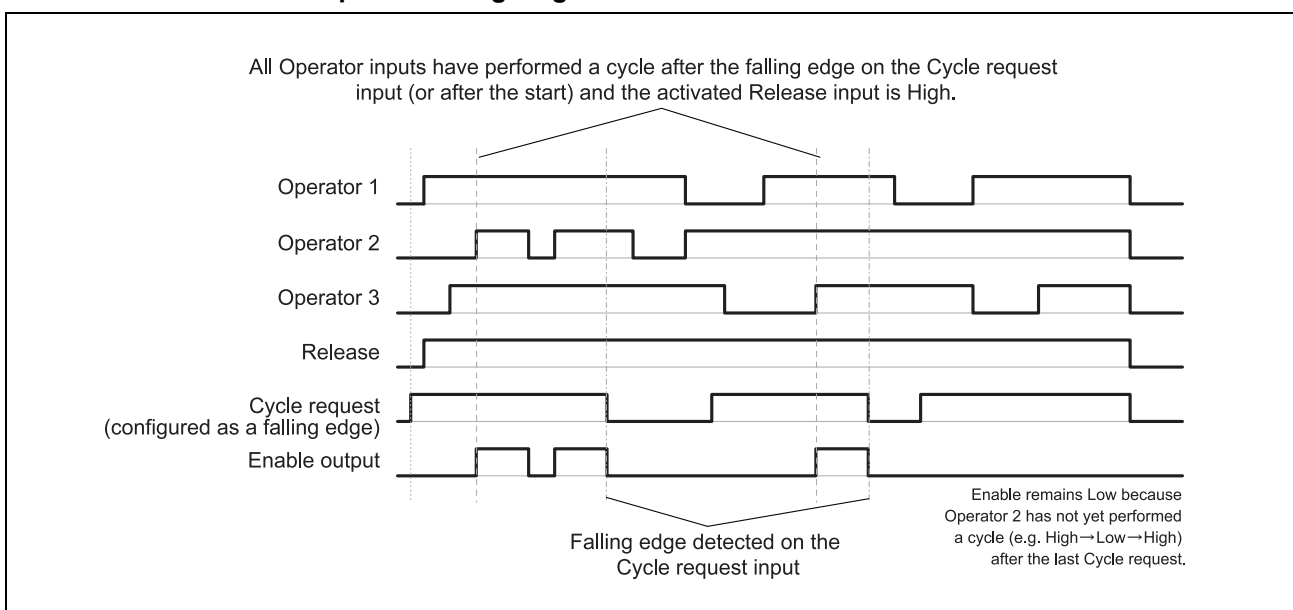 All Operator inputs have performed a cycle after the falling edge on the Cycle request
input (or after the start) and the activated Release input is High.
Operator 1
Operator 2
Operator 3
Release
Cycle request
(configured as a falling edge)
Enable output
Enable remains Low because
Operator 2 has not yet performed
a cycle (e.g. High→Low→High)
after the last Cycle request.
Falling edge detected on the
Cycle request input